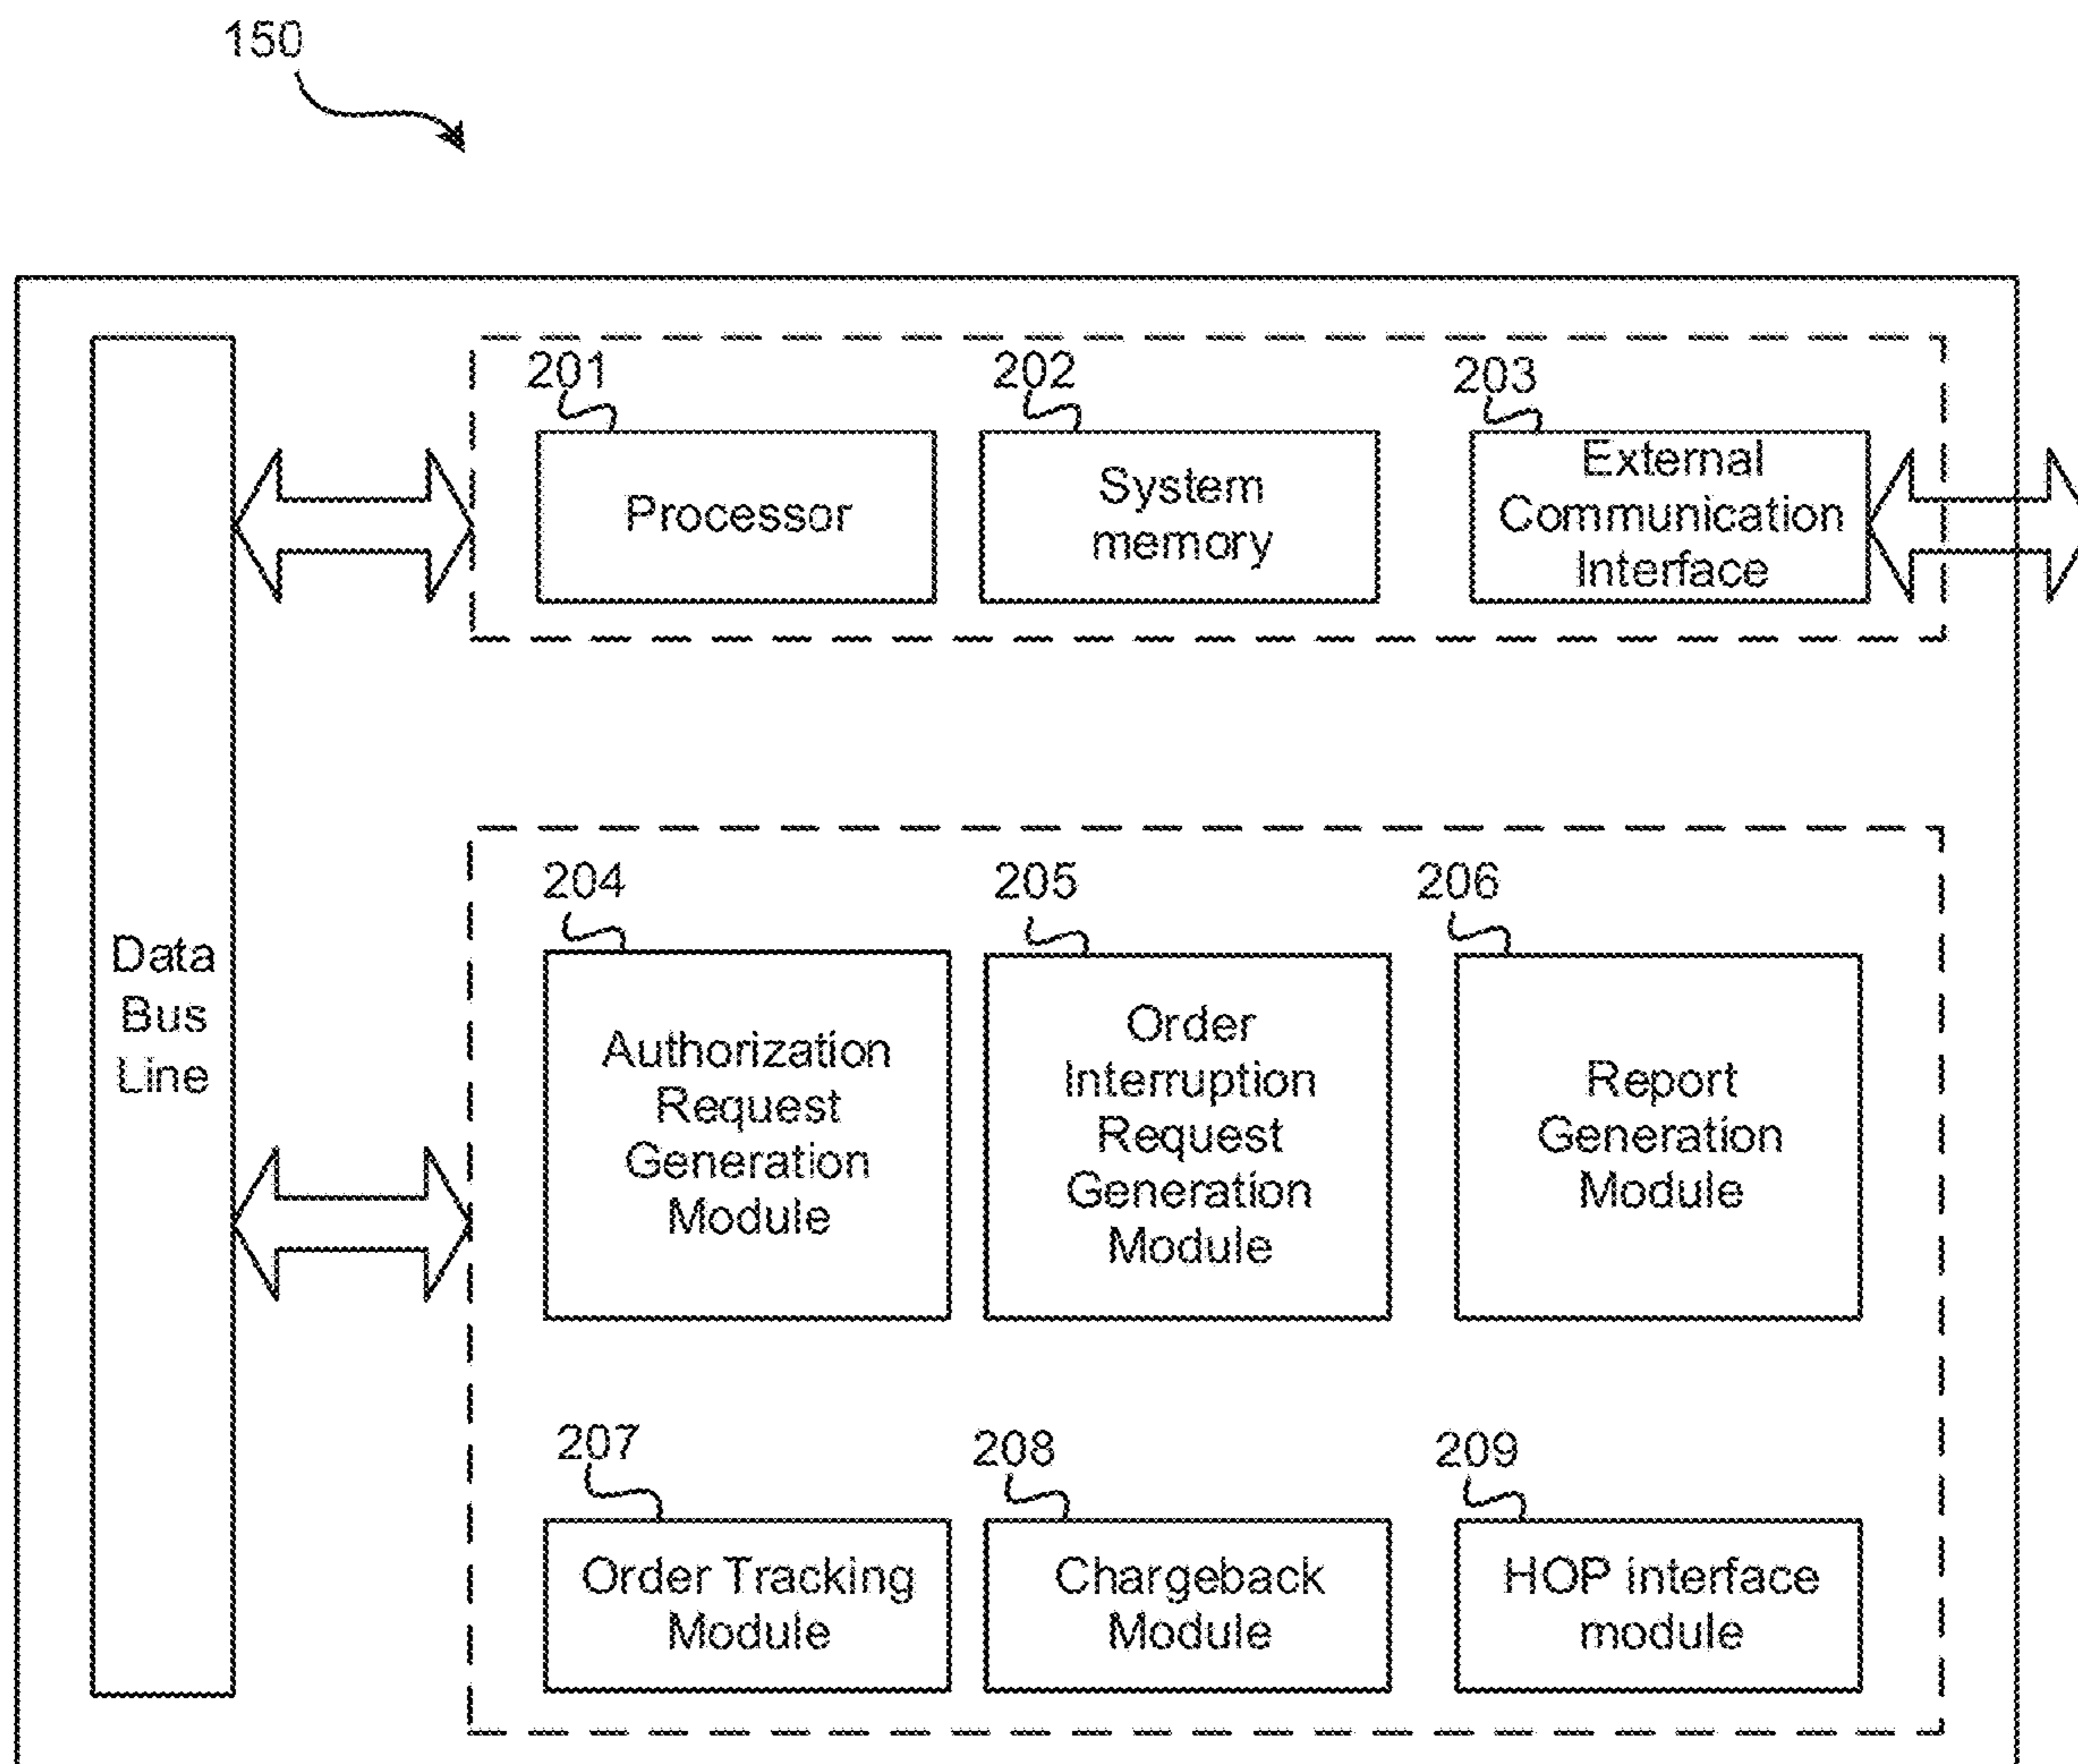 150
201
Processor
202
System
memory
203
External
Communication
Interface
Data
Bus
Line
204
Authorization
Request
Generation
Module
205
Order
Interruption
Request
Generation
Module
206
Report
Generation
Module
207
Order Tracking
Module
208
Chargeback
Module
209
HOP interface
module